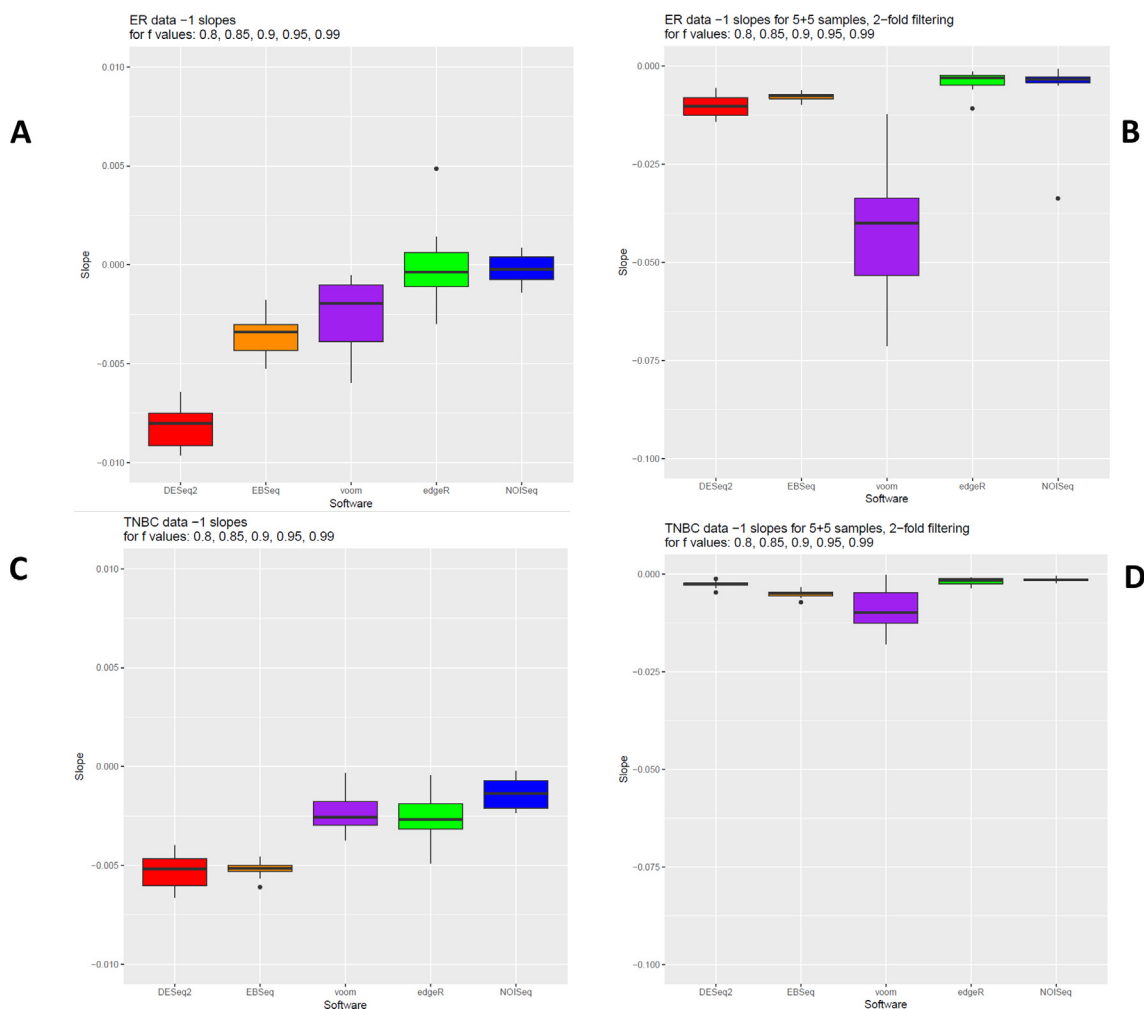 A
ER data −1 slopes
for f values: 0.8, 0.85, 0.9, 0.95, 0.99
0.010
0.005
0.000
−0.005
−0.010
Slope
DESeq2 EBSeq voom edgeR NOISeq
Software
B
ER data −1 slopes for 5+5 samples, 2−fold filtering
for f values: 0.8, 0.85, 0.9, 0.95, 0.99
0.000
−0.025
−0.050
−0.075
−0.100
Slope
DESeq2 EBSeq voom edgeR NOISeq
Software
C
TNBC data −1 slopes
for f values: 0.8, 0.85, 0.9, 0.95, 0.99
0.010
0.005
0.000
−0.005
−0.010
Slope
DESeq2 EBSeq voom edgeR NOISeq
Software
D
TNBC data −1 slopes for 5+5 samples, 2−fold filtering
for f values: 0.8, 0.85, 0.9, 0.95, 0.99
0.000
−0.025
−0.050
−0.075
−0.100
Slope
DESeq2 EBSeq voom edgeR NOISeq
Software